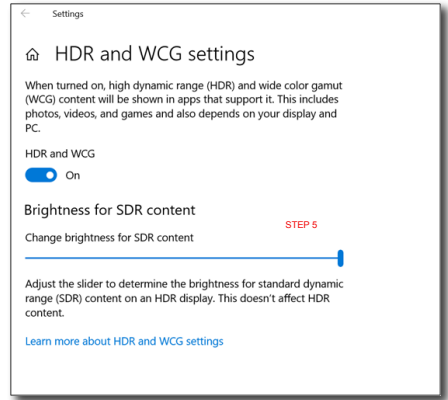 Settings
HDR and WCG settings
When turned on, high dynamic range (HDR) and wide color gamut
(WCG) content will be shown in apps that support it. This includes
photos, videos, and games and also depends on your display and
PC.
HDR and WCG
On
Brightness for SDR content
STEP 5
Change brightness for SDR content
Adjust the slider to determine the brightness for standard dynamic
range (SDR) content on an HDR display. This doesn't affect HDR
content.
Learn more about HDR and WCG settings